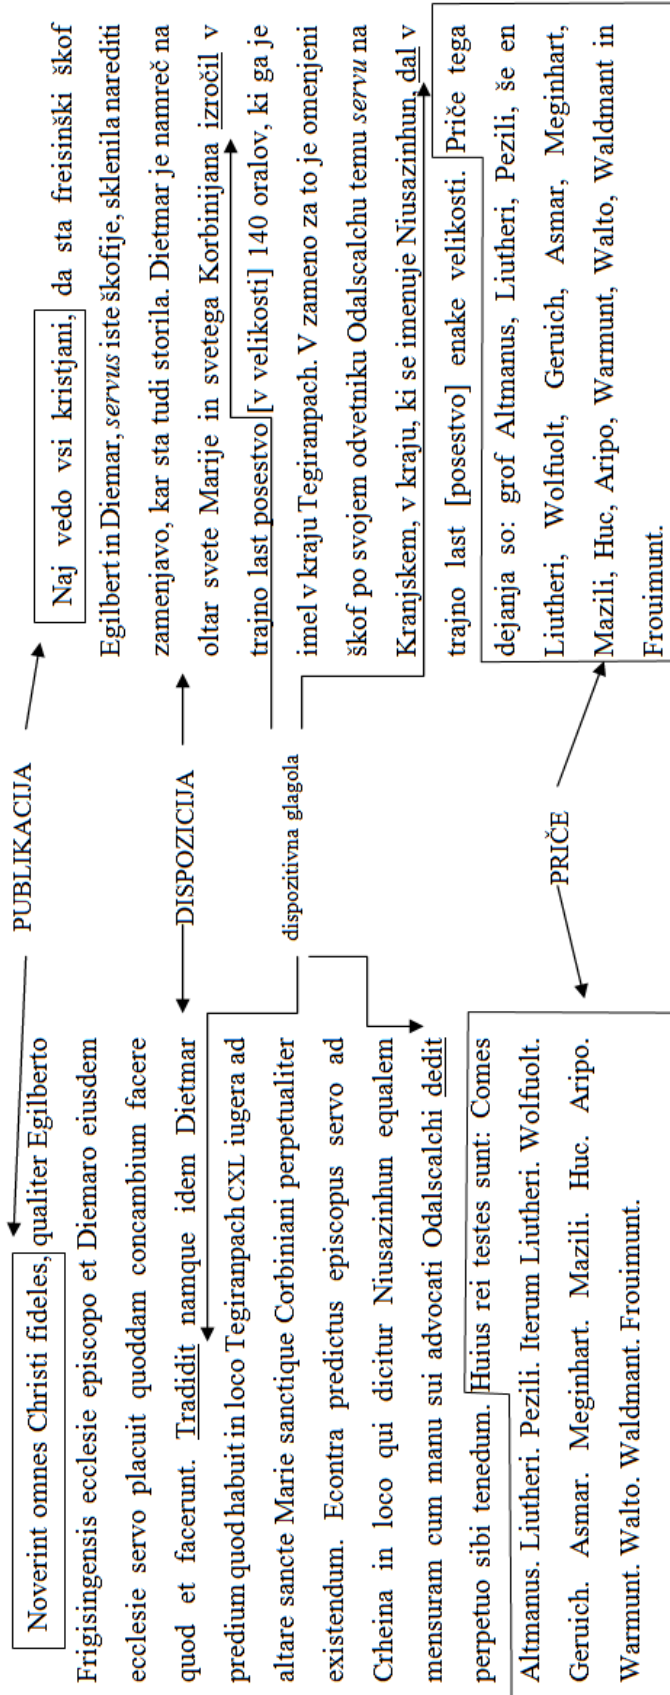 Noverint omnes Christi fideles, qualiter Egilberto
Frigisingensis ecclesie episcopo et Diemaro eiusdem
ecclesie servo placuit quoddam concambium facere
quod et facerunt. Tradidit namque idem Dietmar
predium quod habuit in loco Tegiranpach CXL iugera ad
altare sancte Marie sanctique Corbiniani perpetualiter
existendum. Econtra predictus episcopus servo ad
Crheina in loco qui dicitur Niusazinhun equalem
mensuram cum manu sui advocati Odalscalchi dedit
perpetuo sibi tenedum. Huius rei testes sunt: Comes
Altmanus. Liutheri. Pezili. Iterum Liutheri. Wolfuolt.
Geruich. Asmar. Meginhart. Mazili. Huc. Aripo.
Warmunt. Walto. Waldmant. Frouimunt.
PUBLIKACIJA
DISPOZICIJA
dispozitivna glagola
PRIČE
Naj vedo vsi kristjani, da sta freisinški škof
Egilbert in Diemar, servus iste škofije, sklenila narediti
zamenjavo, kar sta tudi storila. Dietmar je namreč na
oltar svete Marije in svetega Korbinijana izročil v
trajno last posestvo [v velikosti] 140 oralov, ki ga je
imel v kraju Tegiranpach. V zameno za to je omenjeni
škof po svojem odvetniku Odalscalchu temu servu na
Kranjskem, v kraju, ki se imenuje Niusazinhun, dal v
trajno last [posestvo] enake velikosti. Priče tega
dejanja so: grof Altmanus, Liutheri, Pezili, še en
Liutheri, Wolfuolt, Geruich, Asmar, Meginhart,
Mazili, Huc, Aripo, Warmunt, Walto, Waldmant in
Frouimunt.